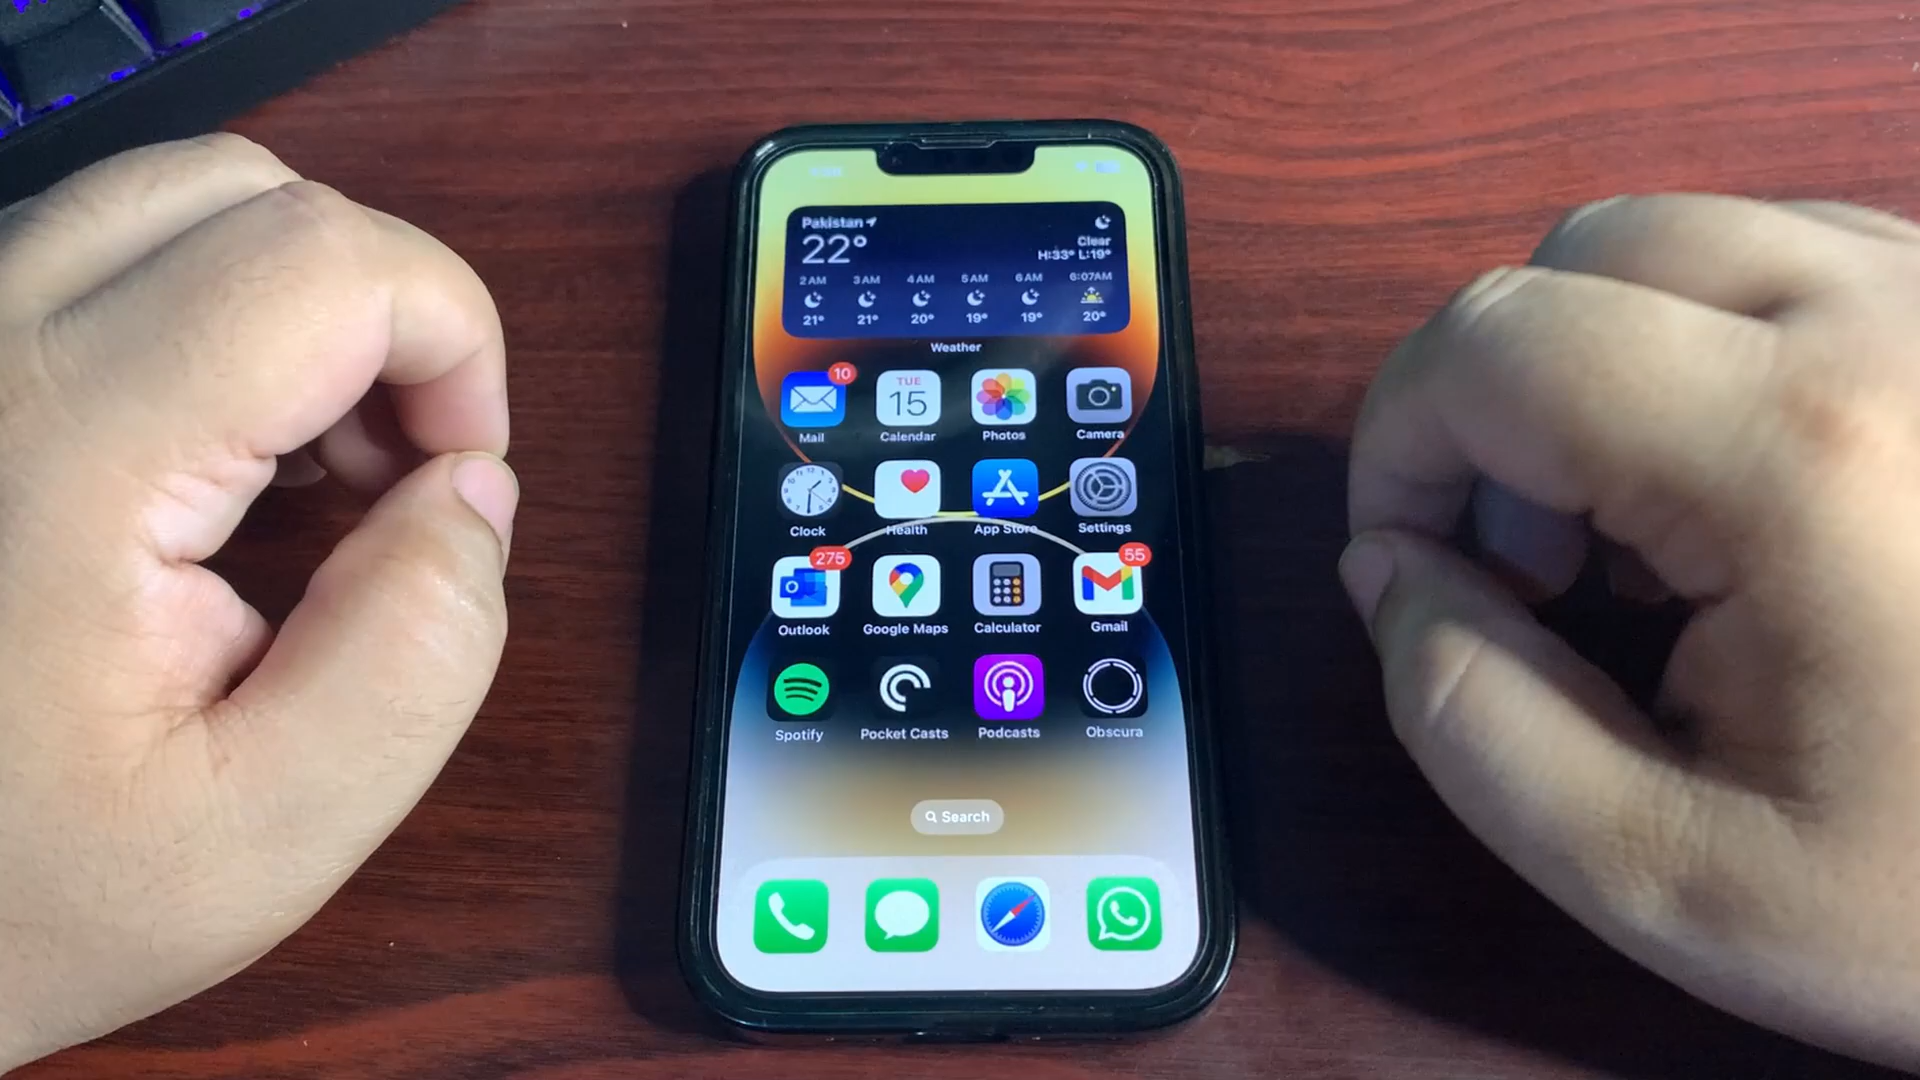 Pakistan
22°
Clear
H:33° L:19°
2 AM 3 AM 4 AM 5 AM 6 AM 6:07AM
21° 21° 20° 19° 19° 20°
Weather
10
TUE
15
Mail Calendar Photos Camera
Clock Health App Store Settings
275 55
Outlook Google Maps Calculator Gmail
Spotify Pocket Casts Podcasts Obscura
Search